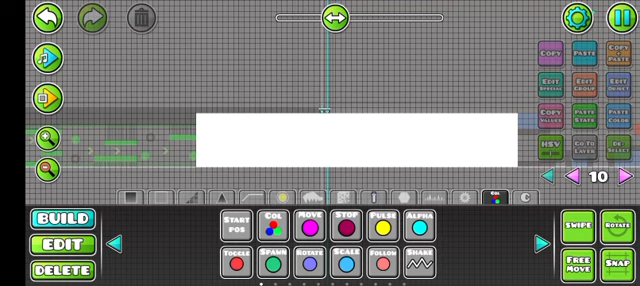 COPY
PASTE
COPY
+
PASTE
EDIT
SPECIAL
EDIT
GROUP
EDIT
OBJECT
COPY
VALUES
PASTE
STATE
PASTE
COLOR
HSV
GO TO
LAYER
DE-
SELECT
10
COL
BUILD
EDIT
DELETE
START
POS
COL
MOVE
STOP
PULSE
ALPHA
TOGGLE
SPAWN
ROTATE
SCALE
FOLLOW
SHAKE
SWIPE
ROTATE
FREE
MOVE
SNAP